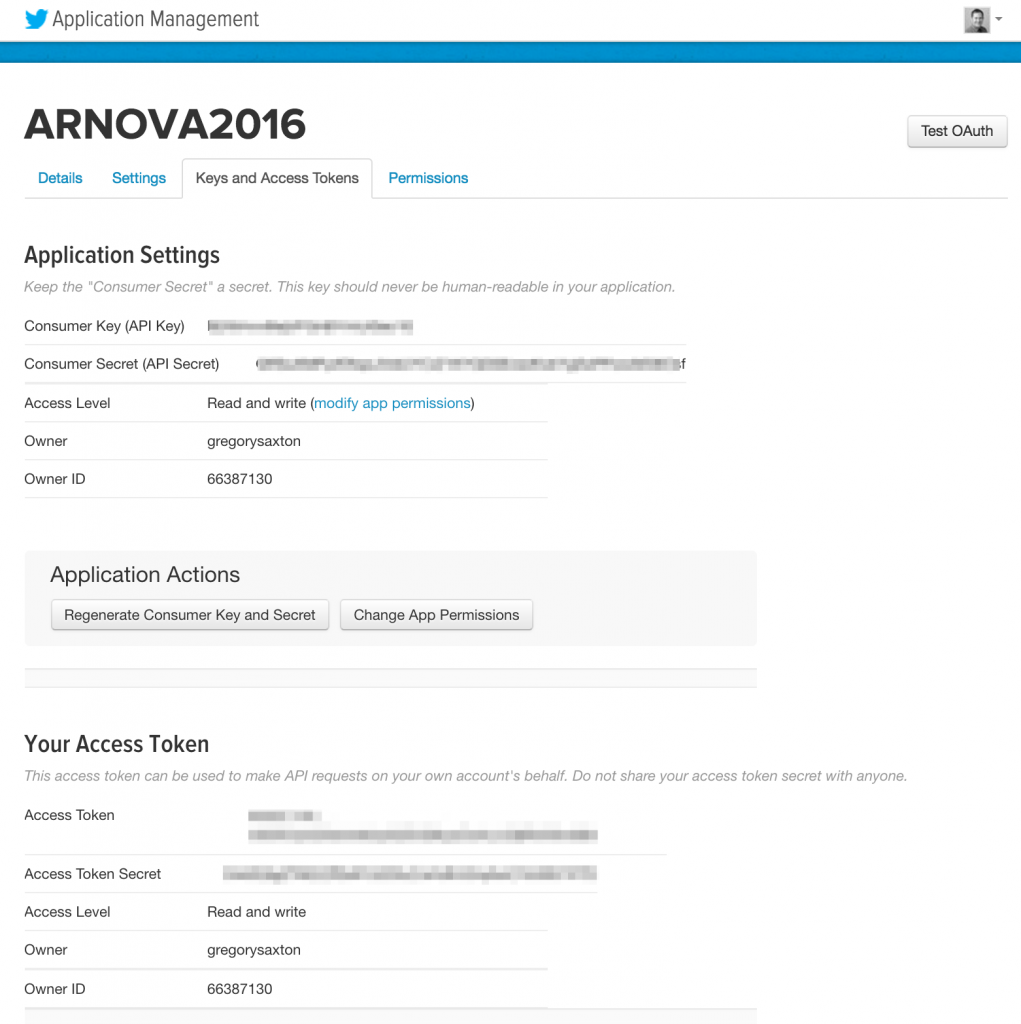 Application Management
ARNOVA2016
Test OAuth
Details Settings Keys and Access Tokens Permissions
Application Settings
Keep the "Consumer Secret" a secret. This key should never be human-readable in your application.
Consumer Key (API Key)
Consumer Secret (API Secret)
Access Level Read and write (modify app permissions)
Owner gregorysaxton
Owner ID 66387130
Application Actions
Regenerate Consumer Key and Secret Change App Permissions
Your Access Token
This access token can be used to make API requests on your own account's behalf. Do not share your access token secret with anyone.
Access Token
Access Token Secret
Access Level Read and write
Owner gregorysaxton
Owner ID 66387130